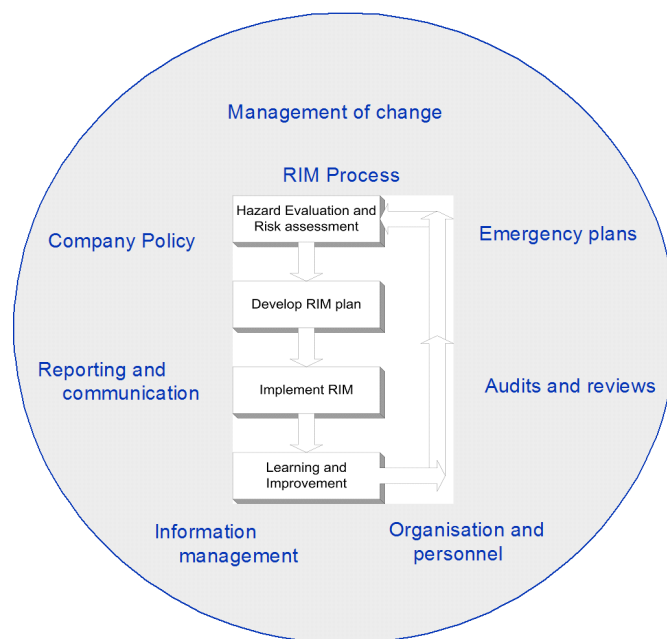 Management of change
RIM Process
Hazard Evaluation and
Risk assessment
Company Policy
Emergency plans
Develop RIM plan
Reporting and
communication
Implement RIM
Audits and reviews
Learning and
Improvement
Information
management
Organisation and
personnel